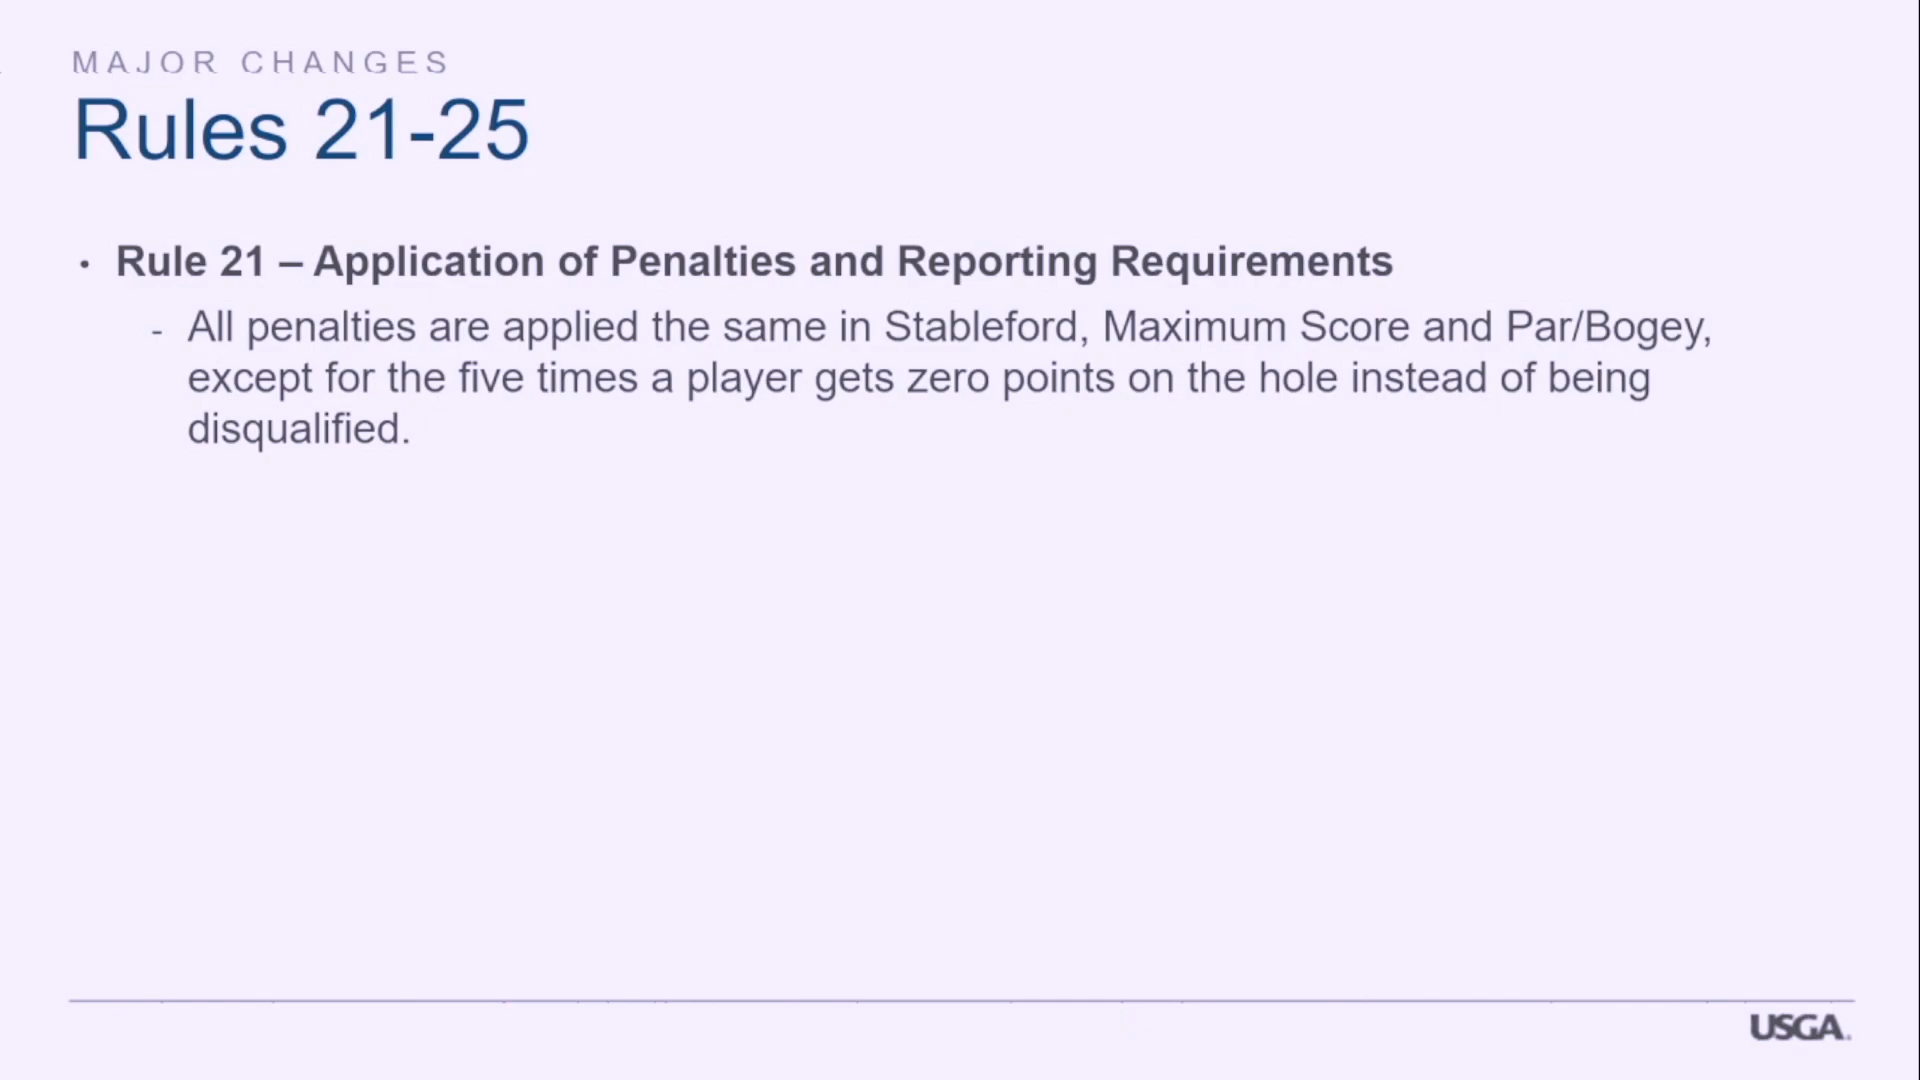 MAJOR CHANGES
Rules 21-25
• Rule 21 – Application of Penalties and Reporting Requirements
- All penalties are applied the same in Stableford, Maximum Score and Par/Bogey,
except for the five times a player gets zero points on the hole instead of being
disqualified.
USGA.